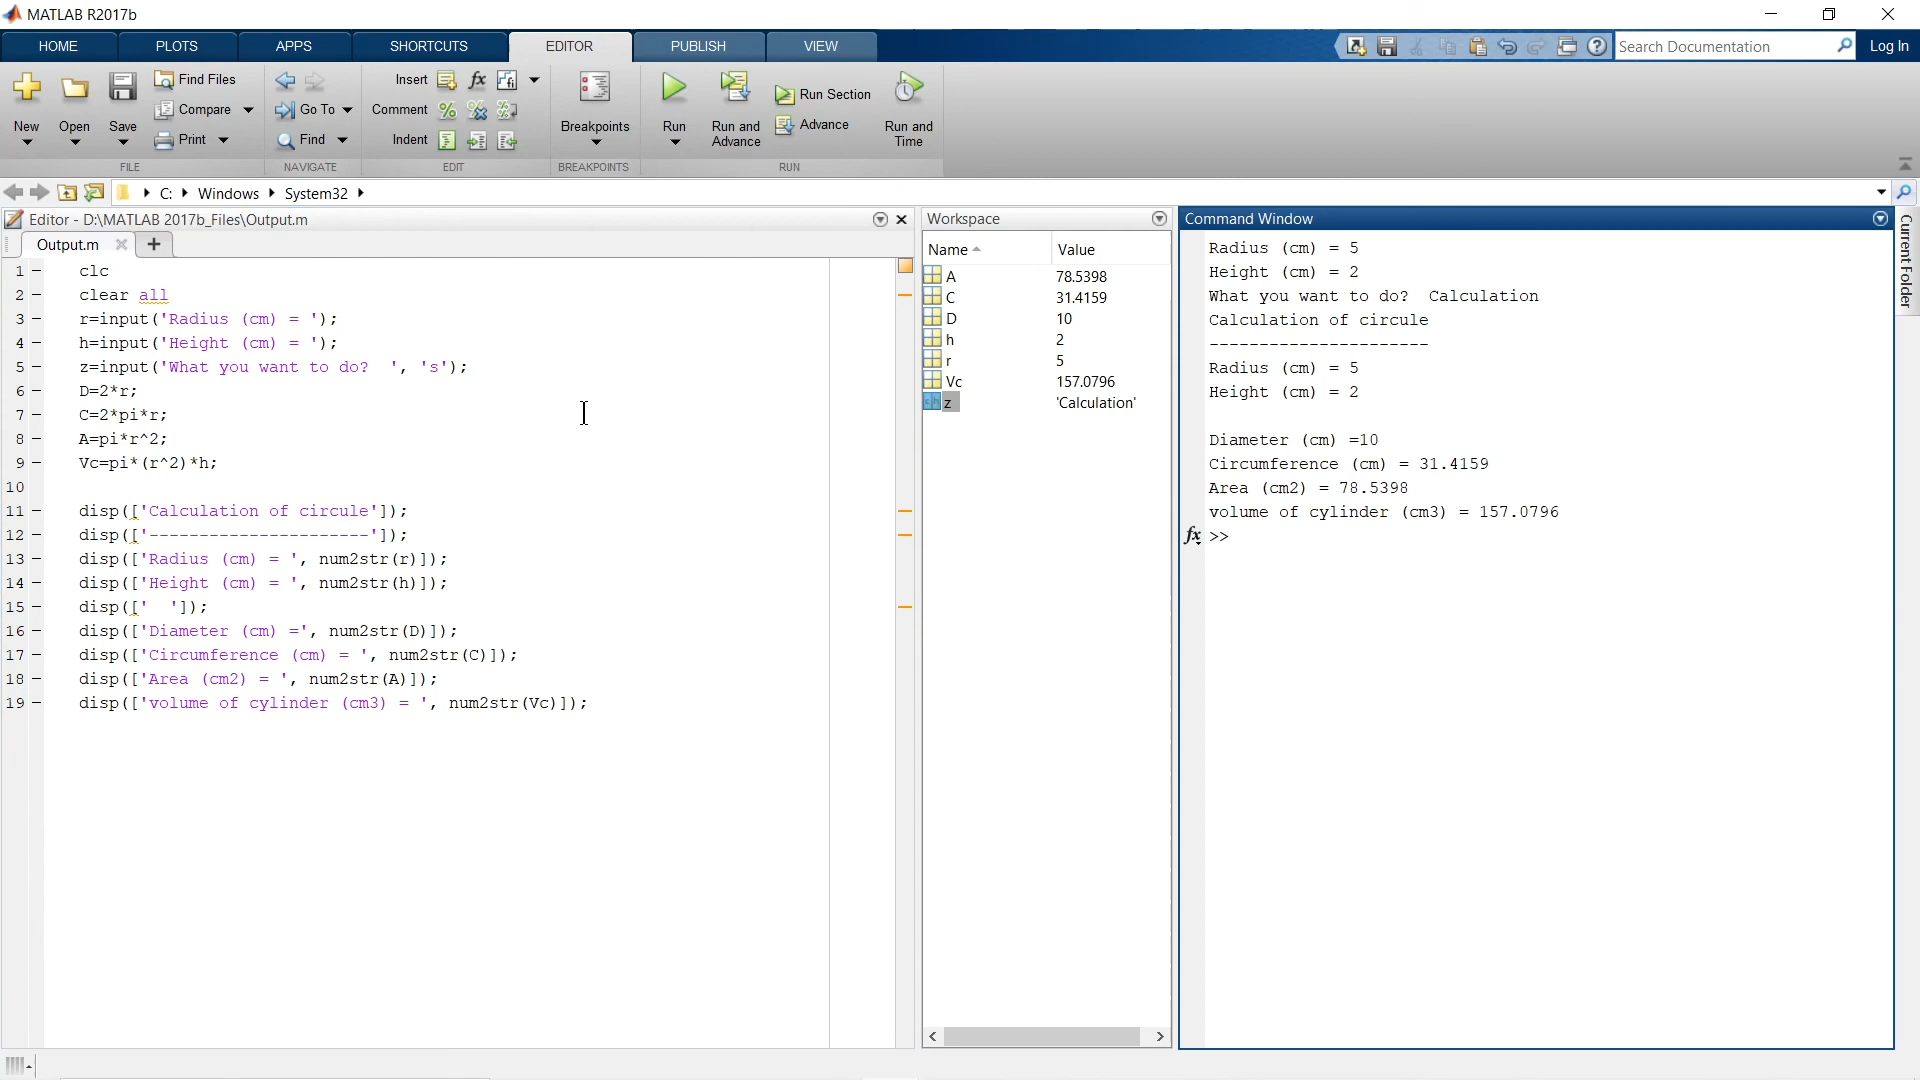 MATLAB R2017b
HOME PLOTS APPS SHORTCUTS EDITOR PUBLISH VIEW
Search Documentation Log In
New
Open
Save
Find Files
Compare
Print
FILE
Go To
Find
NAVIGATE
Insert fx
Comment
Indent
EDIT
Breakpoints
BREAKPOINTS
Run
Run and
Advance
Run Section
Advance
Run and
Time
RUN
C: Windows System32
Editor - D:\MATLAB 2017b_Files\Output.m
Output.m
1 - clc
2 - clear all
3 - r=input('Radius (cm) = ');
4 - h=input('Height (cm) = ');
5 - z=input('What you want to do?  ', 's');
6 - D=2*r;
7 - C=2*pi*r;
8 - A=pi*r^2;
9 - Vc=pi*(r^2)*h;
10
11 - disp(['Calculation of circule']);
12 - disp(['----------------------']);
13 - disp(['Radius (cm) = ', num2str(r)]);
14 - disp(['Height (cm) = ', num2str(h)]);
15 - disp(['  ']);
16 - disp(['Diameter (cm) =', num2str(D)]);
17 - disp(['Circumference (cm) = ', num2str(C)]);
18 - disp(['Area (cm2) = ', num2str(A)]);
19 - disp(['volume of cylinder (cm3) = ', num2str(Vc)]);
Workspace
Name Value
A 78.5398
C 31.4159
D 10
h 2
r 5
Vc 157.0796
z 'Calculation'
Command Window
Radius (cm) = 5
Height (cm) = 2
What you want to do?  Calculation
Calculation of circule
----------------------
Radius (cm) = 5
Height (cm) = 2
Diameter (cm) =10
Circumference (cm) = 31.4159
Area (cm2) = 78.5398
volume of cylinder (cm3) = 157.0796
fx >>
Current Folder